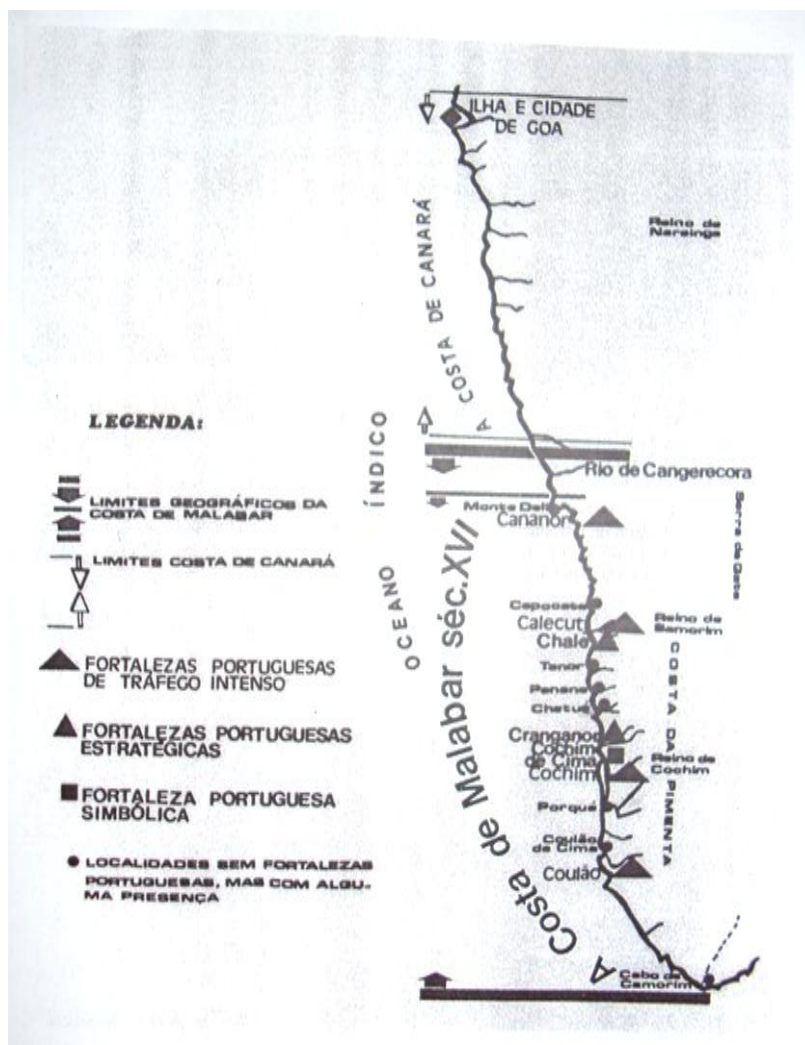 ILHA E CIDADE
DE GOA
Reino de
Narsinga
A COSTA DE CANARÁ
LEGENDA:
LIMITES GEOGRÁFICOS DA
COSTA DE MALABAR
LIMITES COSTA DE CANARÁ
FORTALEZAS PORTUGUESAS
DE TRÁFEGO INTENSO
FORTALEZAS PORTUGUESAS
ESTRATÉGICAS
FORTALEZA PORTUGUESA
SIMBÓLICA
LOCALIDADES SEM FORTALEZAS
PORTUGUESAS, MAS COM ALGU-
MA PRESENÇA
OCEANO ÍNDICO
A Costa de Malabar séc.XVI
Rio de Cangerecora
Monte Deli
Cananor
Serra de Gate
Capocate
Calecut
Reino de
Samorim
Chale
Tanor
Panane
Chatua
Cranganor
Cochim
de Cima
Cochim
Reino de
Cochim
COSTA DA PIMENTA
Porquá
Coulão
de Cima
Coulão
Cabo de
Camorim